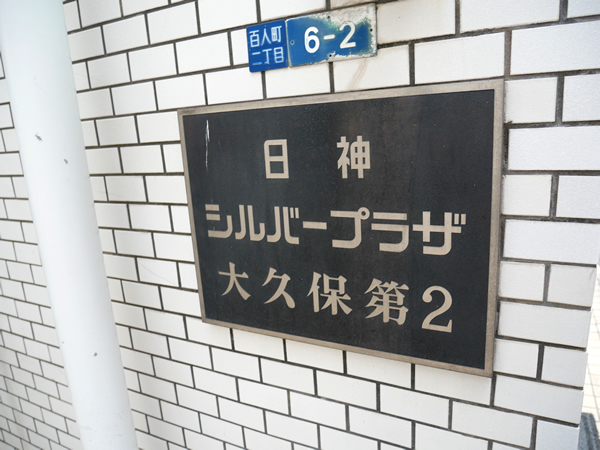 百人町
二丁目
6-2
日神
シルバープラザ
大久保第2